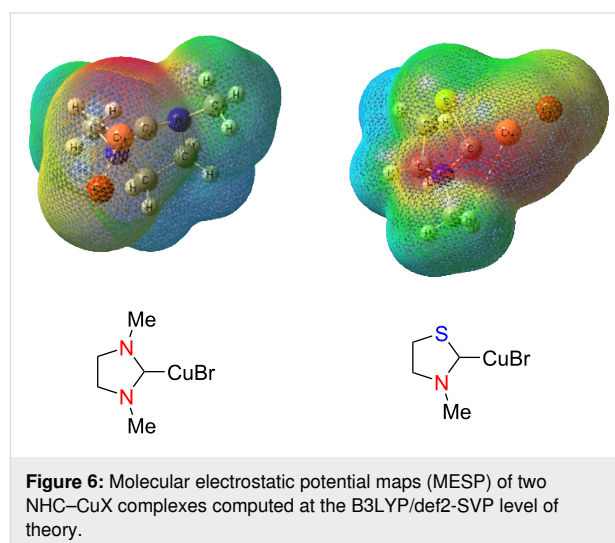 Me
N
CuBr
N
Me
S
CuBr
N
Me
Figure 6: Molecular electrostatic potential maps (MESP) of two
NHC–CuX complexes computed at the B3LYP/def2-SVP level of
theory.